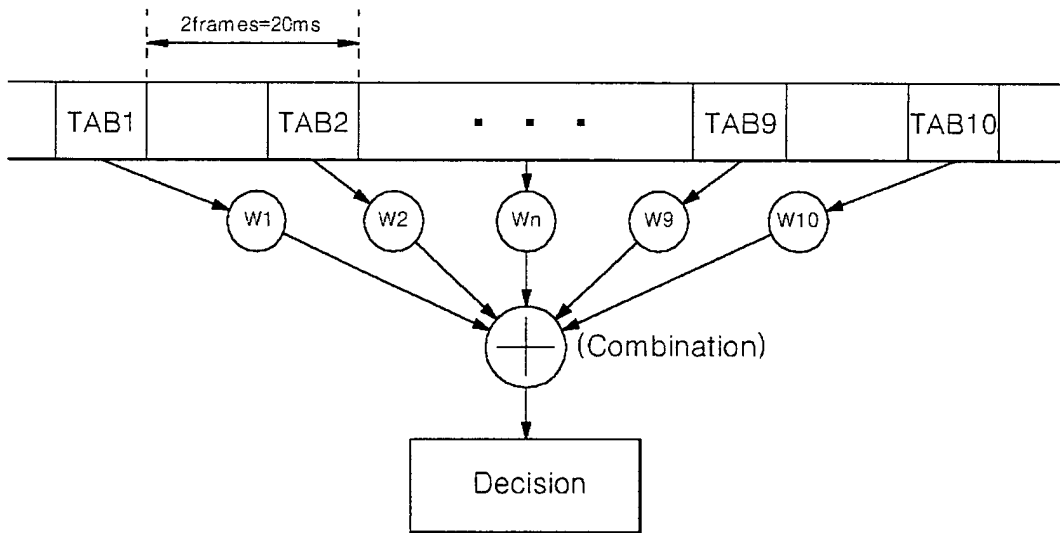 2frames=20ms
TAB1 TAB2 . . . TAB9 TAB10
W1 W2 Wn W9 W10
(Combination)
Decision